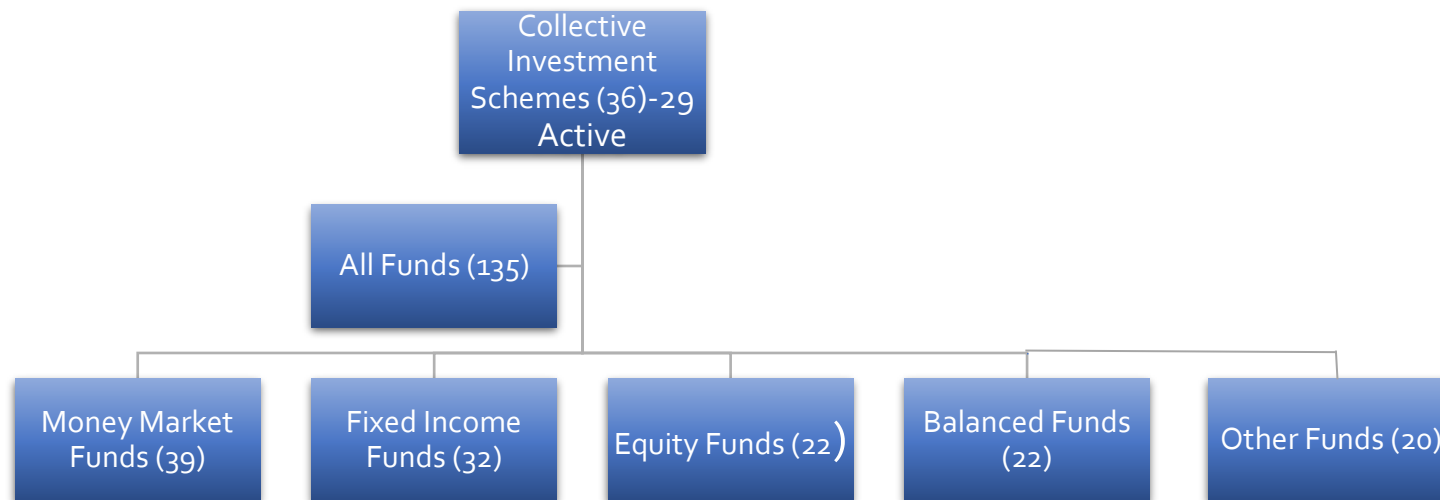 Collective
Investment
Schemes (36)-29
Active
All Funds (135)
Money Market
Funds (39)
Fixed Income
Funds (32)
Equity Funds (22)
Balanced Funds
(22)
Other Funds (20)